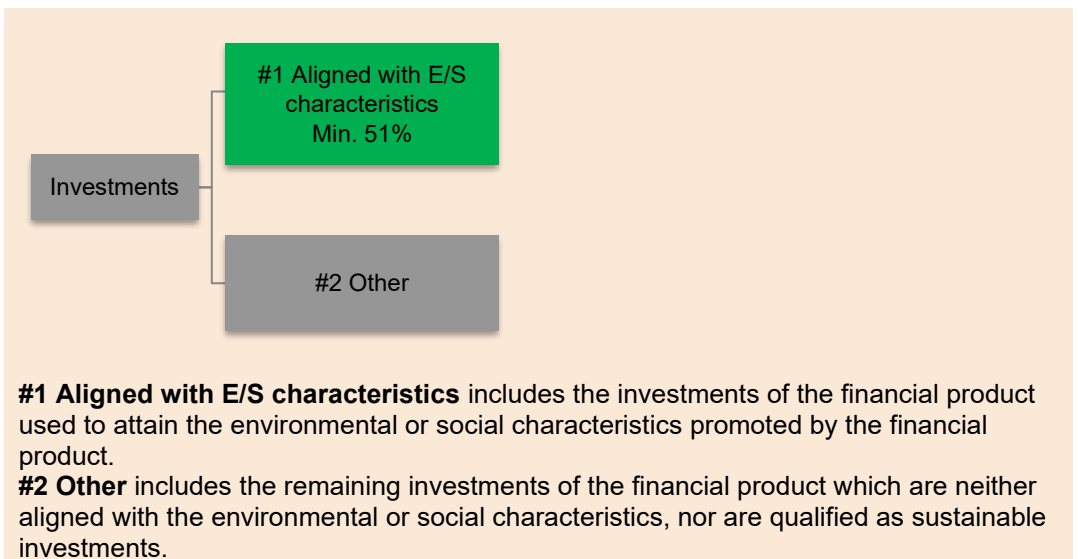 #1 Aligned with E/S
characteristics
Min. 51%
Investments
#2 Other
#1 Aligned with E/S characteristics includes the investments of the financial product
used to attain the environmental or social characteristics promoted by the financial
product.
#2 Other includes the remaining investments of the financial product which are neither
aligned with the environmental or social characteristics, nor are qualified as sustainable
investments.